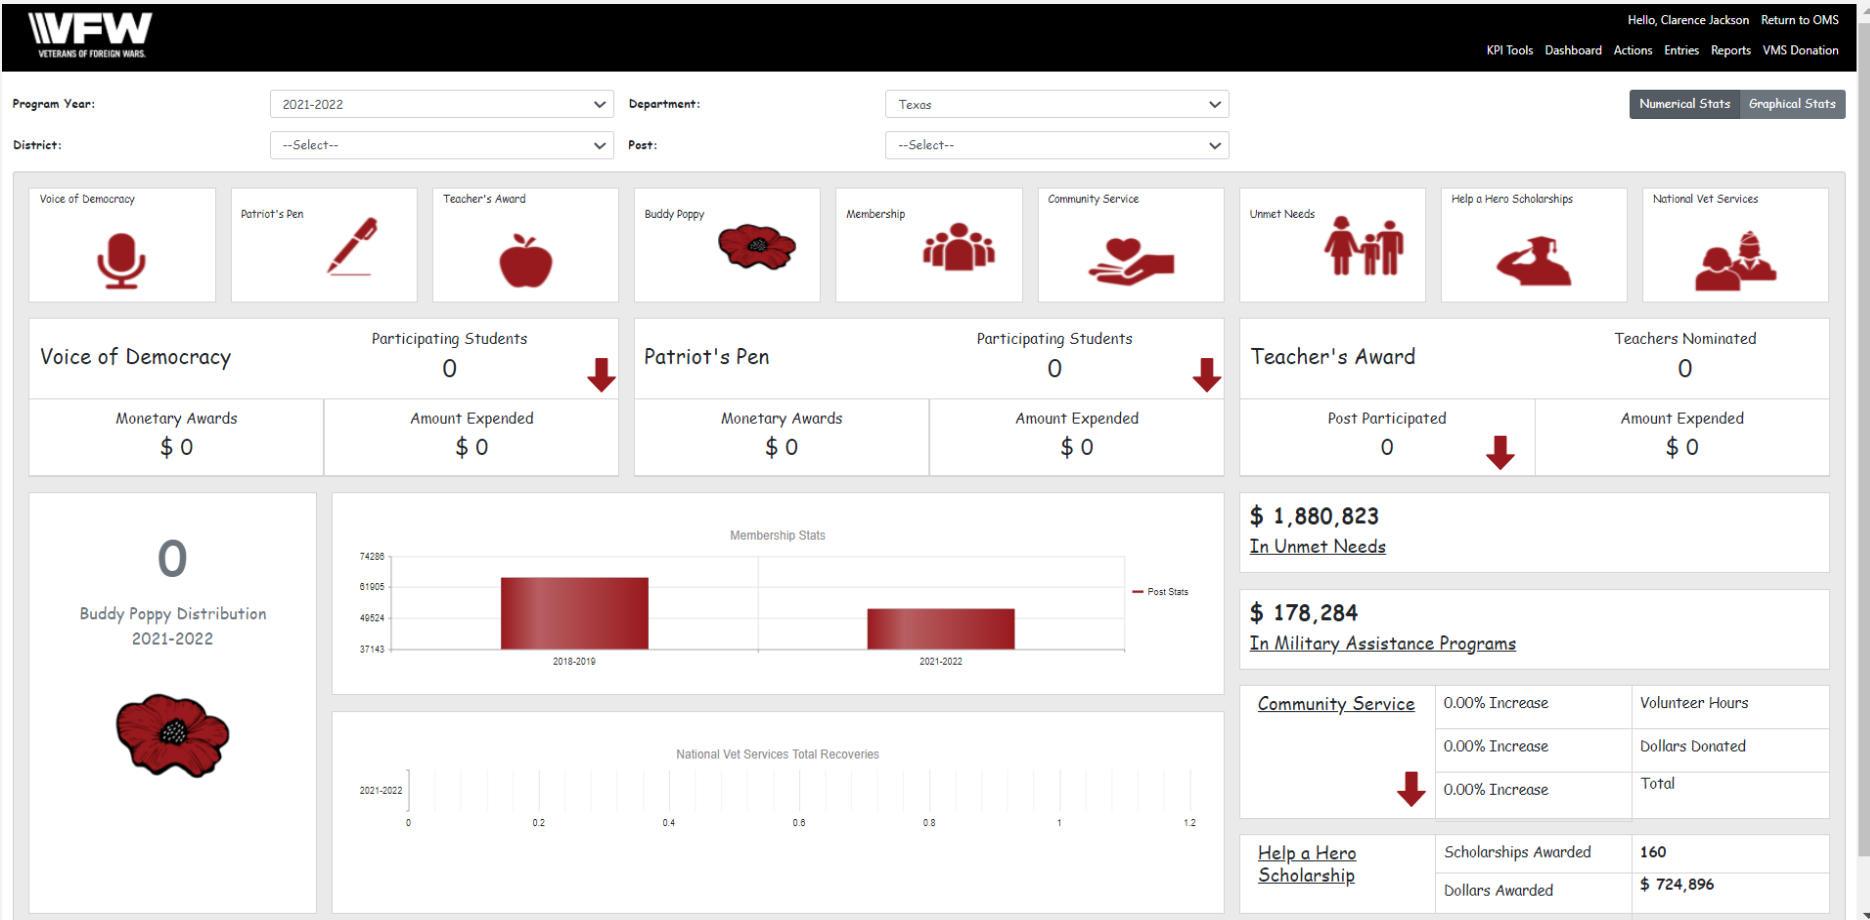 VFW
VETERANS OF FOREIGN WARS.
Hello, Clarence Jackson Return to OMS
KPI Tools Dashboard Actions Entries Reports VMS Donation
Program Year: 2021-2022 Department: Texas
Numerical Stats Graphical Stats
District: --Select-- Post: --Select--
Voice of Democracy
Patriot's Pen
Teacher's Award
Buddy Poppy
Membership
Community Service
Unmet Needs
Help a Hero Scholarships
National Vet Services
Voice of Democracy
Participating Students
0
Monetary Awards
$ 0
Amount Expended
$ 0
Patriot's Pen
Participating Students
0
Monetary Awards
$ 0
Amount Expended
$ 0
Teacher's Award
Teachers Nominated
0
Post Participated
0
Amount Expended
$ 0
0
Buddy Poppy Distribution
2021-2022
Membership Stats
74286
61905
49524
37143
2018-2019 2021-2022
Post Stats
National Vet Services Total Recoveries
2021-2022
0 0.2 0.4 0.6 0.8 1 1.2
$ 1,880,823
In Unmet Needs
$ 178,284
In Military Assistance Programs
Community Service
0.00% Increase Volunteer Hours
0.00% Increase Dollars Donated
0.00% Increase Total
Help a Hero
Scholarship
Scholarships Awarded 160
Dollars Awarded $ 724,896